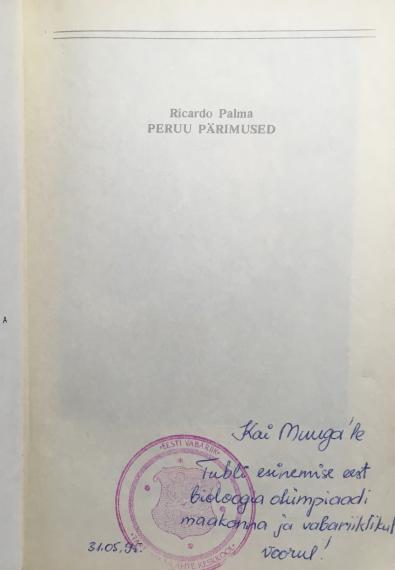 Ricardo Palma
PERUU PÄRIMUSED
A
Kai Muuga'le
Tubli esinemise eest
bioloogia olümpiaadi
maakonna ja vabariiklikul
voorul!
EESTI VABARIIK
KESKKOOL
31.05.95.